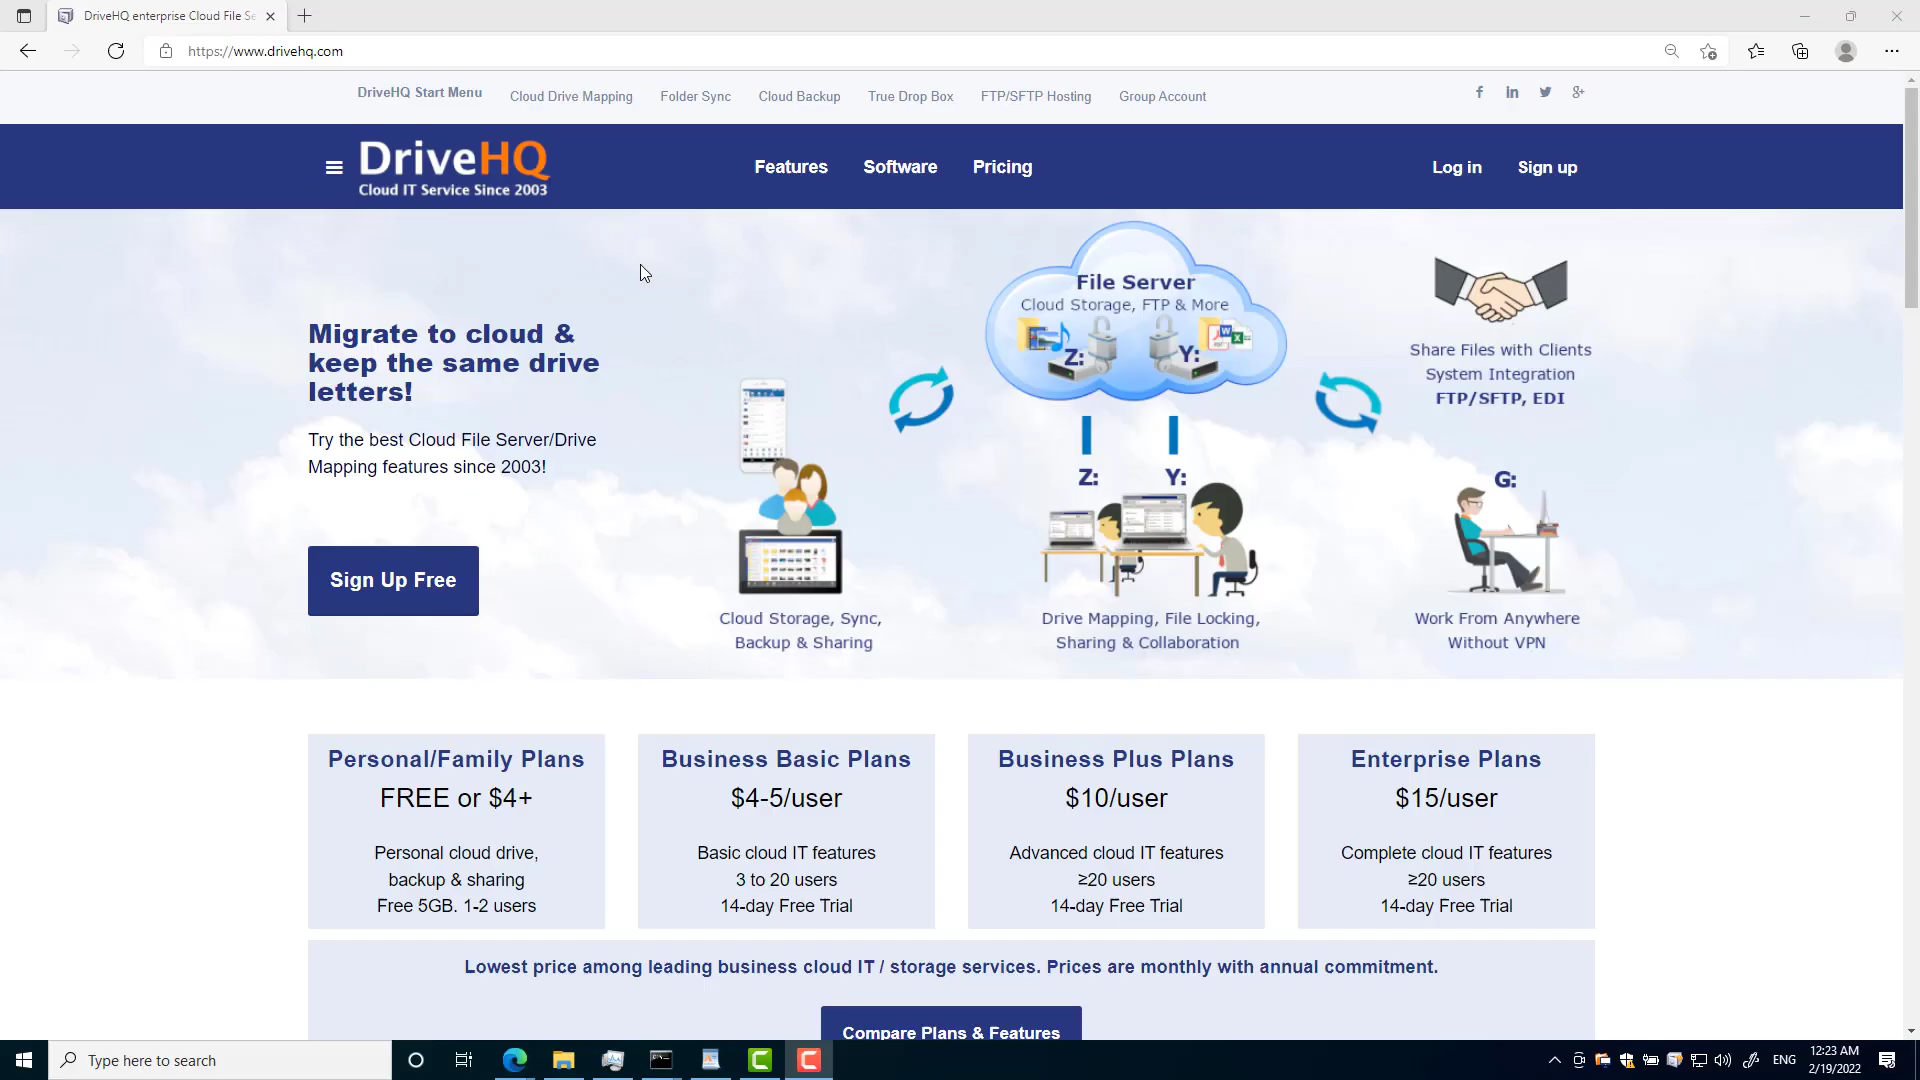 DriveHQ enterprise Cloud File Se
https://www.drivehq.com
DriveHQ Start Menu
Cloud Drive Mapping
Folder Sync
Cloud Backup
True Drop Box
FTP/SFTP Hosting
Group Account
DriveHQ
Cloud IT Service Since 2003
Features
Software
Pricing
Log in
Sign up
Migrate to cloud &
keep the same drive
letters!
Try the best Cloud File Server/Drive
Mapping features since 2003!
Sign Up Free
File Server
Cloud Storage, FTP & More
Z:
Y:
Z:
Y:
Share Files with Clients
System Integration
FTP/SFTP, EDI
G:
Cloud Storage, Sync,
Backup & Sharing
Drive Mapping, File Locking,
Sharing & Collaboration
Work From Anywhere
Without VPN
Personal/Family Plans
FREE or $4+
Personal cloud drive,
backup & sharing
Free 5GB. 1-2 users
Business Basic Plans
$4-5/user
Basic cloud IT features
3 to 20 users
14-day Free Trial
Business Plus Plans
$10/user
Advanced cloud IT features
≥20 users
14-day Free Trial
Enterprise Plans
$15/user
Complete cloud IT features
≥20 users
14-day Free Trial
Lowest price among leading business cloud IT / storage services. Prices are monthly with annual commitment.
Compare Plans & Features
Type here to search
ENG
12:23 AM
2/19/2022